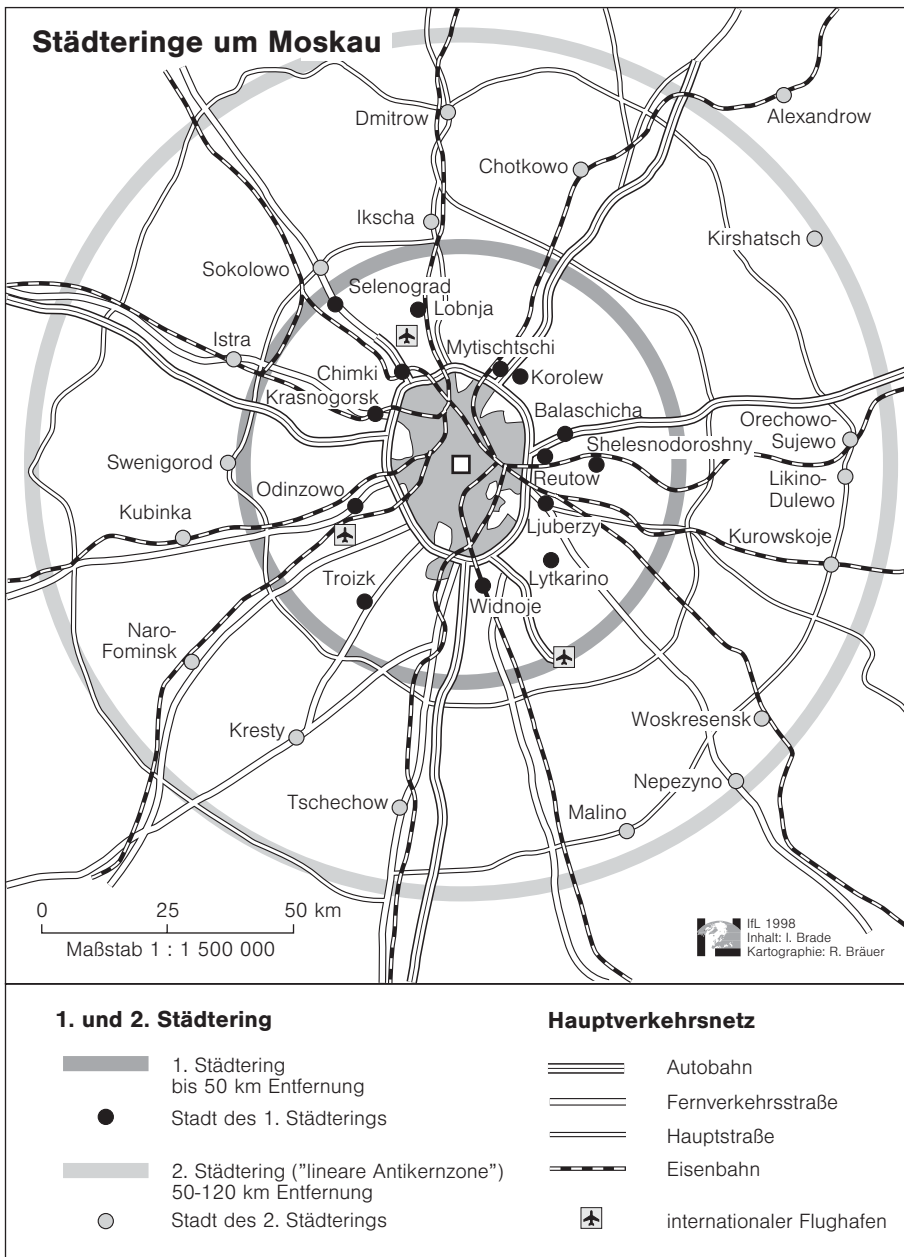 Städteringe um Moskau
Dmitrow
Alexandrow
Chotkowo
Ikscha
Kirshatsch
Sokolowo
Selenograd
Lobnja
Istra
Mytischtschi
Chimki
Korolew
Krasnogorsk
Balaschicha
Orechowo-
Sujewo
Shelesnodoroshny
Swenigorod
Reutow
Likino-
Dulewo
Odinzowo
Kubinka
Ljuberzy
Kurowskoje
Troizk
Lytkarino
Widnoje
Naro-
Fominsk
Woskresensk
Kresty
Nepezyno
Tschechow
Malino
0 25 50 km
Maßstab 1 : 1 500 000
IfL 1998
Inhalt: I. Brade
Kartographie: R. Bräuer
1. und 2. Städtering
1. Städtering
bis 50 km Entfernung
Stadt des 1. Städterings
2. Städtering ("lineare Antikernzone")
50-120 km Entfernung
Stadt des 2. Städterings
Hauptverkehrsnetz
Autobahn
Fernverkehrsstraße
Hauptstraße
Eisenbahn
internationaler Flughafen